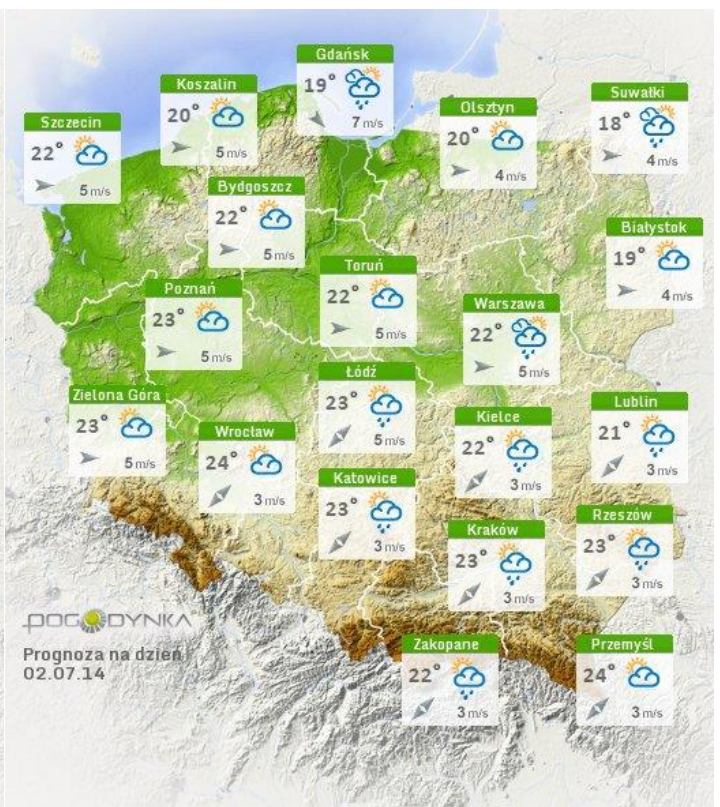 Gdańsk
19°
7 m/s
Koszalin
20°
5 m/s
Suwałki
18°
4 m/s
Olsztyn
20°
4 m/s
Szczecin
22°
5 m/s
Bydgoszcz
22°
5 m/s
Białystok
19°
4 m/s
Toruń
22°
5 m/s
Poznań
23°
5 m/s
Warszawa
22°
5 m/s
Łódź
23°
5 m/s
Zielona Góra
23°
5 m/s
Lublin
21°
3 m/s
Kielce
22°
3 m/s
Wrocław
24°
3 m/s
Katowice
23°
3 m/s
Rzeszów
23°
3 m/s
Kraków
23°
3 m/s
POGODYNKA
Prognoza na dzień
02.07.14
Zakopane
22°
3 m/s
Przemyśl
24°
3 m/s